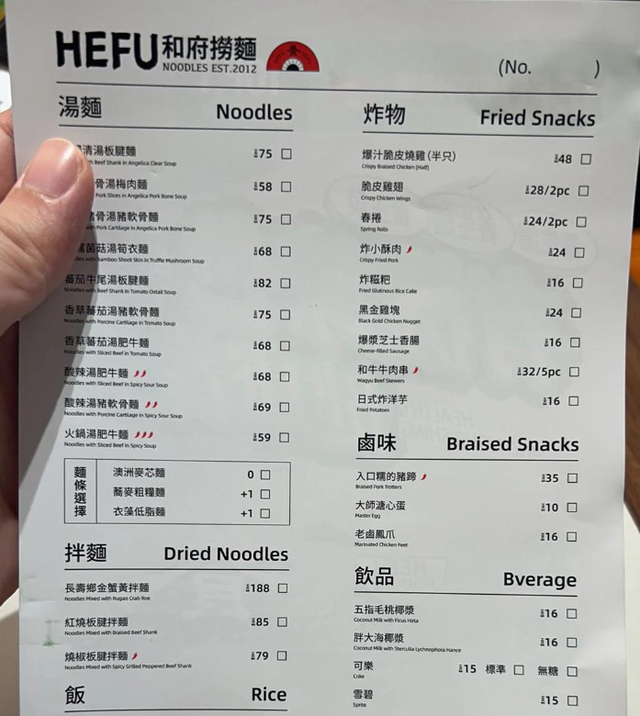 HEFU 和府撈麵
NOODLES EST.2012
(No. )
湯麵 Noodles
清湯板腱麵 75
Beef Shank in Angelica Clear Soup
骨湯梅肉麵 58
Pork Slices in Angelica Pork Bone Soup
骨湯豬軟骨麵 75
Pork Cartilage in Angelica Pork Bone Soup
菌菇湯筍衣麵 68
Bamboo Shoot Skin in Truffle Mushroom Soup
蕃茄牛尾湯板腱麵 82
Noodles with Beef Shank in Tomato Oxtail Soup
香草蕃茄湯豬軟骨麵 75
Noodles with Porcine Cartilage in Tomato Soup
香草蕃茄湯肥牛麵 68
Noodles with Sliced Beef in Tomato Soup
酸辣湯肥牛麵 68
Noodles with Sliced Beef in Spicy Sour Soup
酸辣湯豬軟骨麵 69
Noodles with Porcine Cartilage in Spicy Sour Soup
火鍋湯肥牛麵 59
Noodles with Sliced Beef in Spicy Soup
麵條選擇
澳洲麥芯麵 0
蕎麥粗糧麵 +1
衣藻低脂麵 +1
拌麵 Dried Noodles
長壽鄉金蟹黃拌麵 188
Noodles Mixed with Rugao Crab Roe
紅燒板腱拌麵 85
Noodles Mixed with Braised Beef Shank
燒椒板腱拌麵 79
Noodles Mixed with Spicy Grilled Peppered Beef Shank
飯 Rice
炸物 Fried Snacks
爆汁脆皮燒雞(半只) 48
Crispy Braised Chicken (Half)
脆皮雞翅 28/2pc
Crispy Chicken Wings
春捲 24/2pc
Spring Rolls
炸小酥肉 24
Crispy Fried Pork
炸糍粑 16
Fried Glutinous Rice Cake
黑金雞塊 24
Black Gold Chicken Nugget
爆漿芝士香腸 16
Cheese-filled Sausage
和牛牛肉串 32/5pc
Wagyu Beef Skewers
日式炸洋芋 16
Fried Potatoes
鹵味 Braised Snacks
入口糯的豬蹄 35
Braised Pork Trotters
大師溏心蛋 10
Master Egg
老鹵鳳爪 16
Marinated Chicken Feet
飲品 Bverage
五指毛桃椰漿 16
Coconut Milk with Ficus Hirta
胖大海椰漿 16
Coconut Milk with Sterculia Lychnophora Hance
可樂 15 標準 無糖
Coke
雪碧 15
Sprite